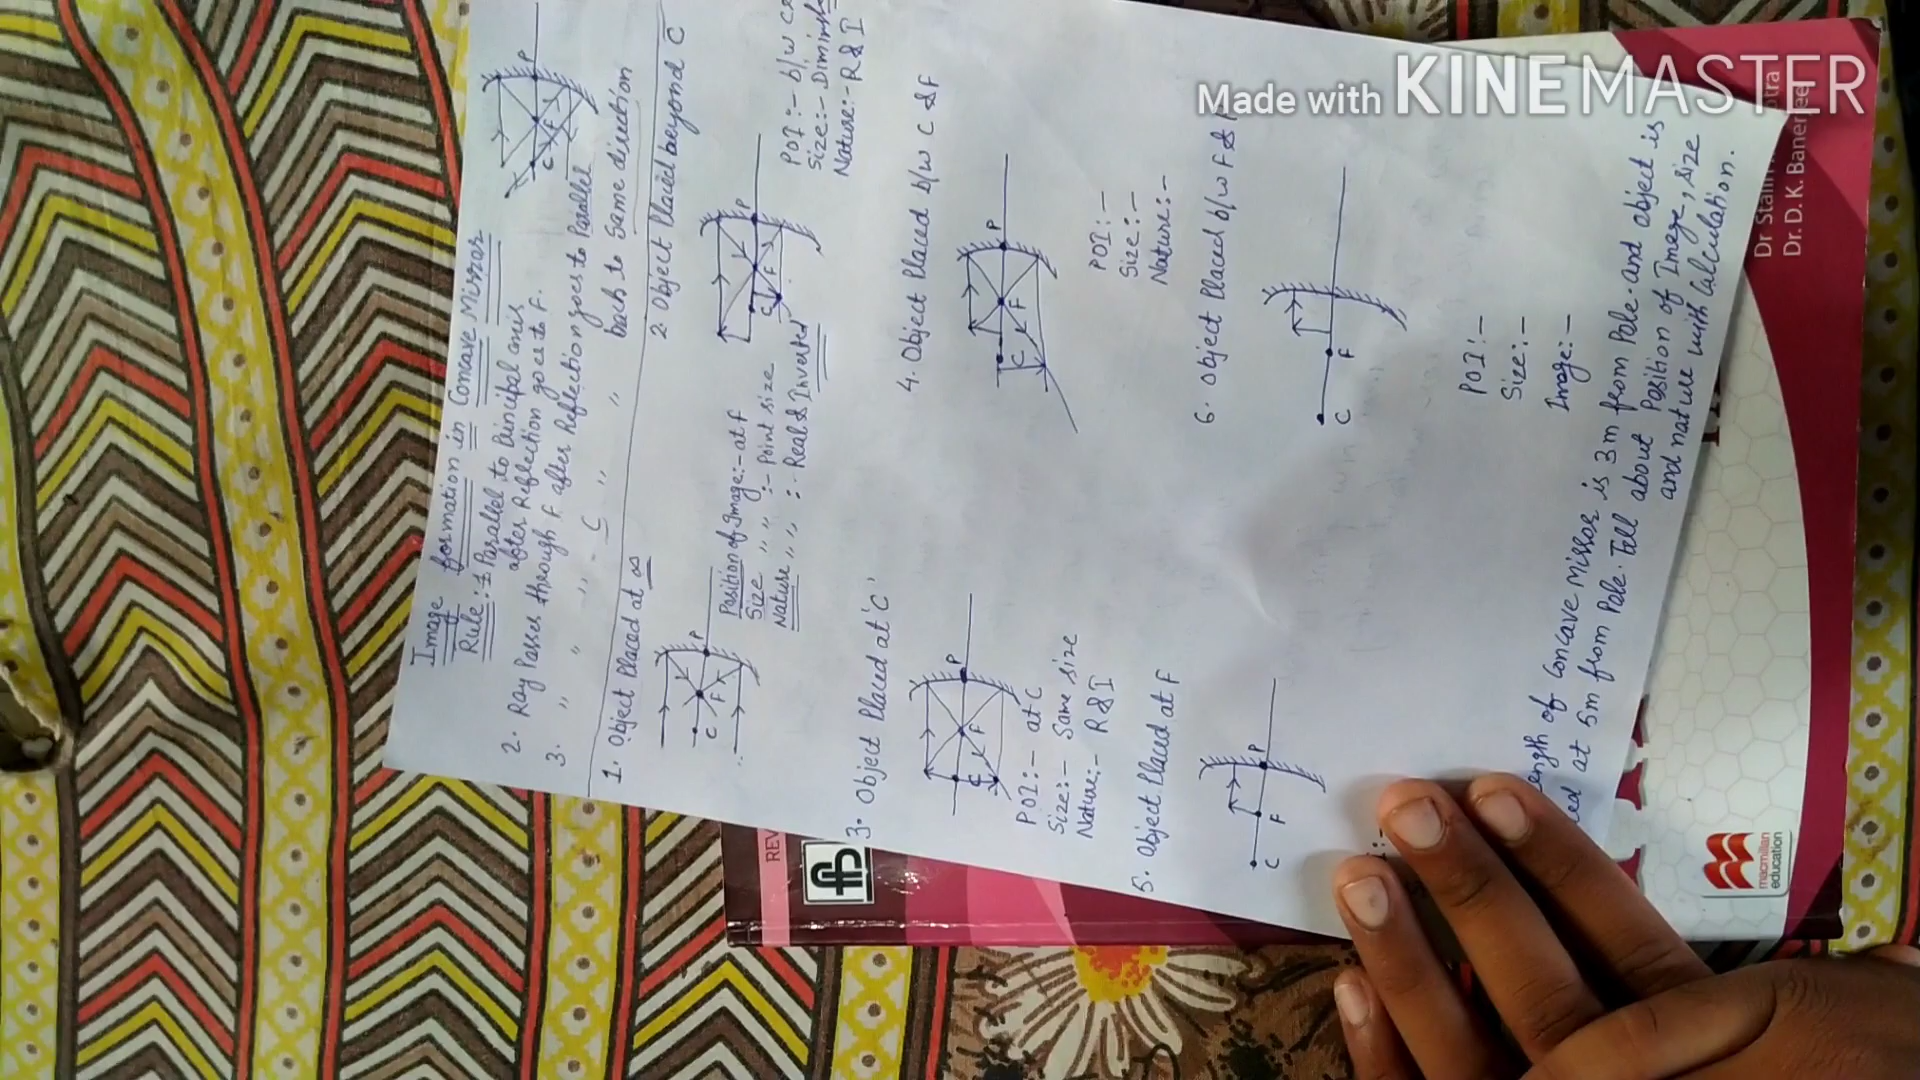 Made with KINEMASTER
Image formation in Concave Mirror
Rule:- 1 Parallel to Principal axis
after Reflection goes to F.
2. Ray Passes through F after Reflection goes to Parallel
3. " " " - C " " back to Same direction
1. Object Placed at ∞
C F P
Position of Image:- at F
Size " " :- Point size
Nature " " :- Real & Inverted
2 Object Placed beyond C
C F P
POI:- b/w
Size:-
Nature:- R & I
3. Object Placed at 'C'
C F P
POI:- at C
Size:- Same size
Nature:- R & I
4. Object Placed b/w C & F
C F P
POI:-
Size:-
Nature:-
5. Object Placed at F
C F P
6. Object Placed b/w F &
C F
POI:-
Size:-
Image:-
length of Concave Mirror is 3m from Pole and object is
at 5m from Pole. Tell about Position of Image, size
and nature with Calculation.
REV
Dr
Dr. D. K. Banerjee
macmillan
education